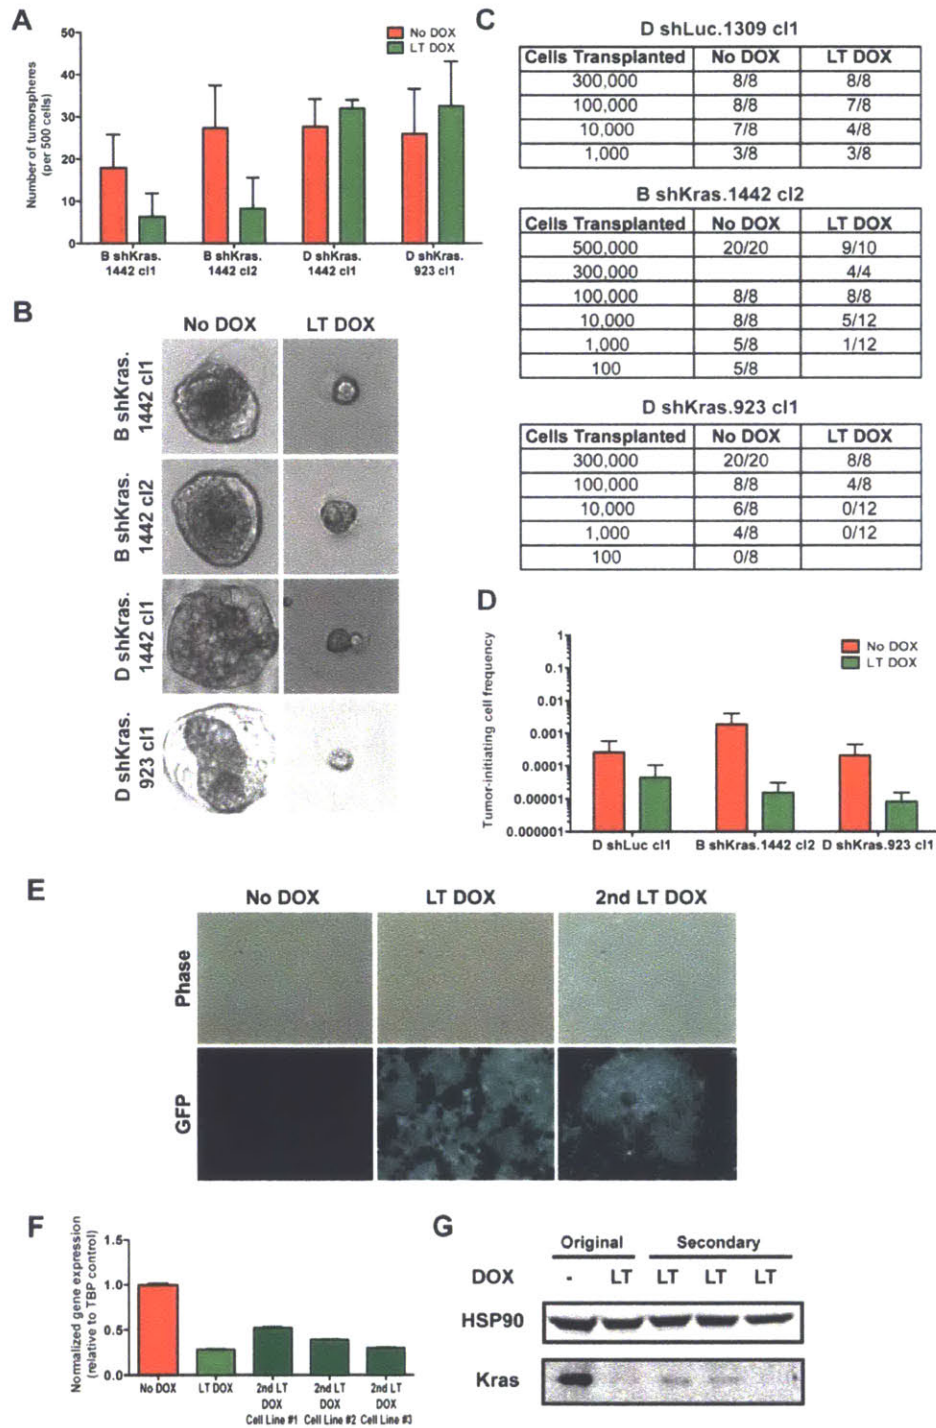 A
50
40
30
20
10
0
Number of tumorspheres
(per 500 cells)
No DOX
LT DOX
B shKras.
1442 cl1
B shKras.
1442 cl2
D shKras.
1442 cl1
D shKras.
923 cl1
B
No DOX LT DOX
B shKras.
1442 cl1
B shKras.
1442 cl2
D shKras.
1442 cl1
D shKras.
923 cl1
C
D shLuc.1309 cl1
Cells Transplanted No DOX LT DOX
300,000 8/8 8/8
100,000 8/8 7/8
10,000 7/8 4/8
1,000 3/8 3/8
B shKras.1442 cl2
Cells Transplanted No DOX LT DOX
500,000 20/20 9/10
300,000 4/4
100,000 8/8 8/8
10,000 8/8 5/12
1,000 5/8 1/12
100 5/8
D shKras.923 cl1
Cells Transplanted No DOX LT DOX
300,000 20/20 8/8
100,000 8/8 4/8
10,000 6/8 0/12
1,000 4/8 0/12
100 0/8
D
Tumor-initiating cell frequency
1
0.1
0.01
0.001
0.0001
0.00001
0.000001
No DOX
LT DOX
D shLuc cl1 B shKras.1442 cl2 D shKras.923 cl1
E
No DOX LT DOX 2nd LT DOX
Phase
GFP
F
Normalized gene expression
(relative to TBP control)
1.5
1.0
0.5
0.0
No DOX
LT DOX
2nd LT
DOX
Cell Line #1
2nd LT
DOX
Cell Line #2
2nd LT
DOX
Cell Line #3
G
Original Secondary
DOX - LT LT LT LT
HSP90
Kras